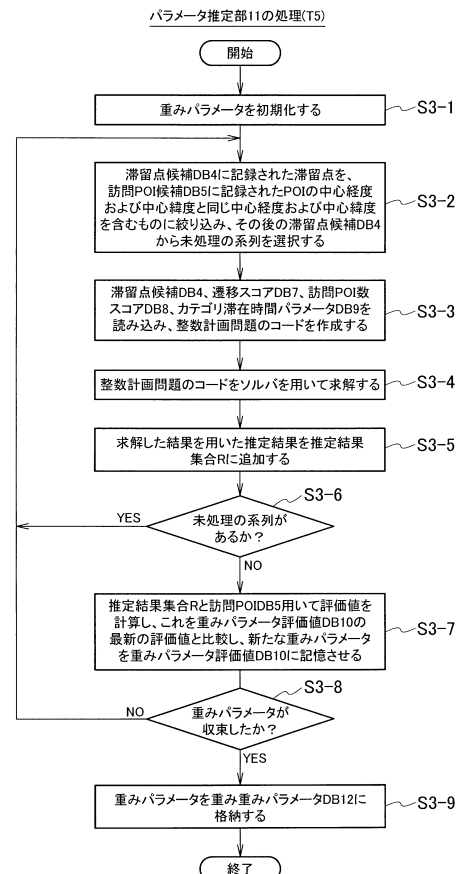 パラメータ推定部11の処理(T5)
開始
重みパラメータを初期化する
S3-1
滞留点候補DB4に記録された滞留点を、
訪問POI候補DB5に記録されたPOIの中心経度
および中心緯度と同じ中心経度および中心緯度
を含むものに絞り込み、その後の滞留点候補DB4
から未処理の系列を選択する
S3-2
滞留点候補DB4、遷移スコアDB7、訪問POI数
スコアDB8、カテゴリ滞在時間パラメータDB9を
読み込み、整数計画問題のコードを作成する
S3-3
整数計画問題のコードをソルバを用いて求解する
S3-4
求解した結果を用いた推定結果を推定結果
集合Rに追加する
S3-5
S3-6
YES
未処理の系列が
あるか?
NO
推定結果集合Rと訪問POIDB5用いて評価値を
計算し、これを重みパラメータ評価値DB10の
最新の評価値と比較し、新たな重みパラメータ
を重みパラメータ評価値DB10に記憶させる
S3-7
S3-8
NO
重みパラメータが
収束したか?
YES
重みパラメータを重み重みパラメータDB12に
格納する
S3-9
終了